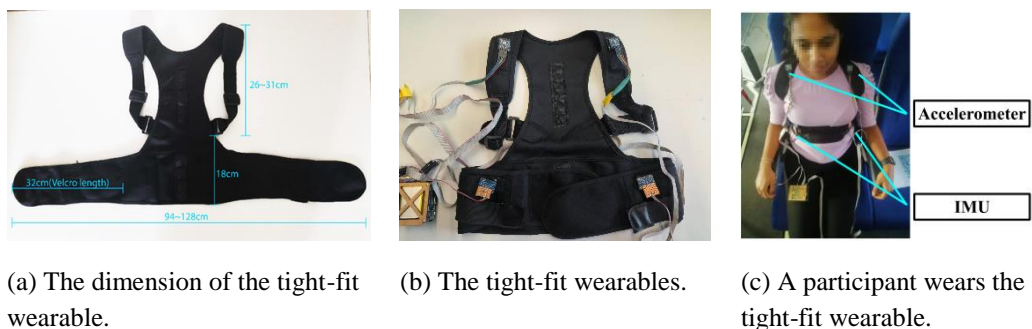 26~31cm
18cm
32cm(Velcro length)
94~128cm
Accelerometer
IMU
(a) The dimension of the tight-fit
wearable.
(b) The tight-fit wearables.
(c) A participant wears the
tight-fit wearable.